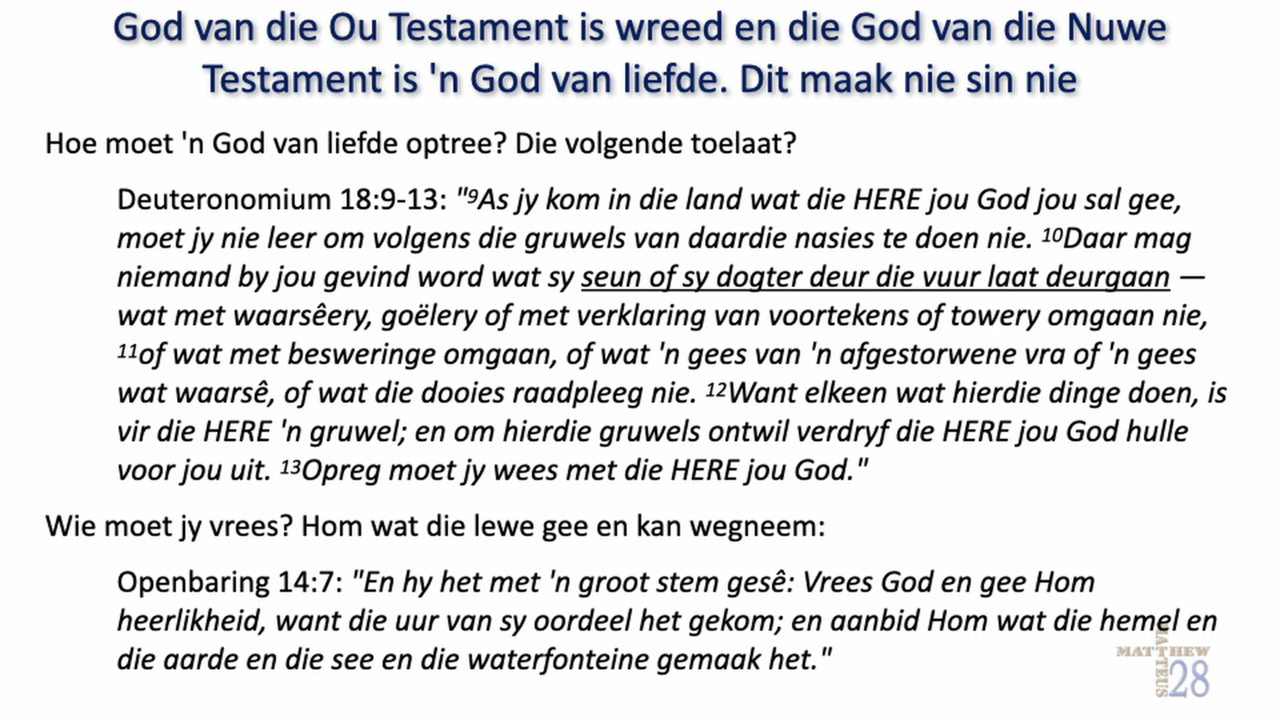 God van die Ou Testament is wreed en die God van die Nuwe
Testament is 'n God van liefde. Dit maak nie sin nie
Hoe moet 'n God van liefde optree? Die volgende toelaat?
Deuteronomium 18:9-13: "⁹As jy kom in die land wat die HERE jou God jou sal gee,
moet jy nie leer om volgens die gruwels van daardie nasies te doen nie. ¹⁰Daar mag
niemand by jou gevind word wat sy seun of sy dogter deur die vuur laat deurgaan —
wat met waarsêery, goëlery of met verklaring van voortekens of towery omgaan nie,
¹¹of wat met besweringe omgaan, of wat 'n gees van 'n afgestorwene vra of 'n gees
wat waarsê, of wat die dooies raadpleeg nie. ¹²Want elkeen wat hierdie dinge doen, is
vir die HERE 'n gruwel; en om hierdie gruwels ontwil verdryf die HERE jou God hulle
voor jou uit. ¹³Opreg moet jy wees met die HERE jou God."
Wie moet jy vrees? Hom wat die lewe gee en kan wegneem:
Openbaring 14:7: "En hy het met 'n groot stem gesê: Vrees God en gee Hom
heerlikheid, want die uur van sy oordeel het gekom; en aanbid Hom wat die hemel en
die aarde en die see en die waterfonteine gemaak het."
MATTHEW
MATTEUS
28